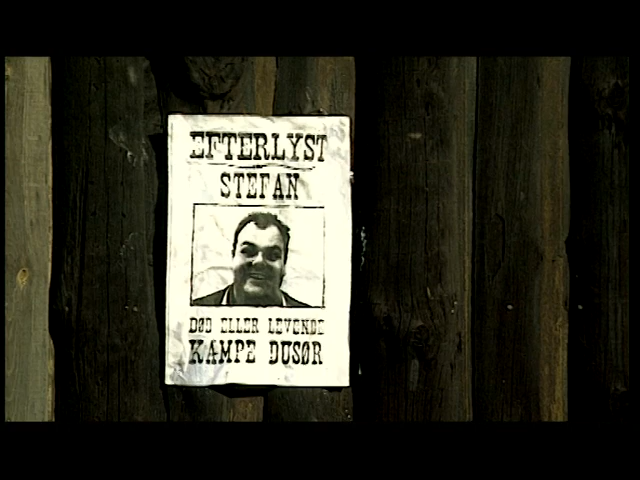 EFTERLYST
STEFAN
DØD ELLER LEVENDE
KÆMPE DUSØR